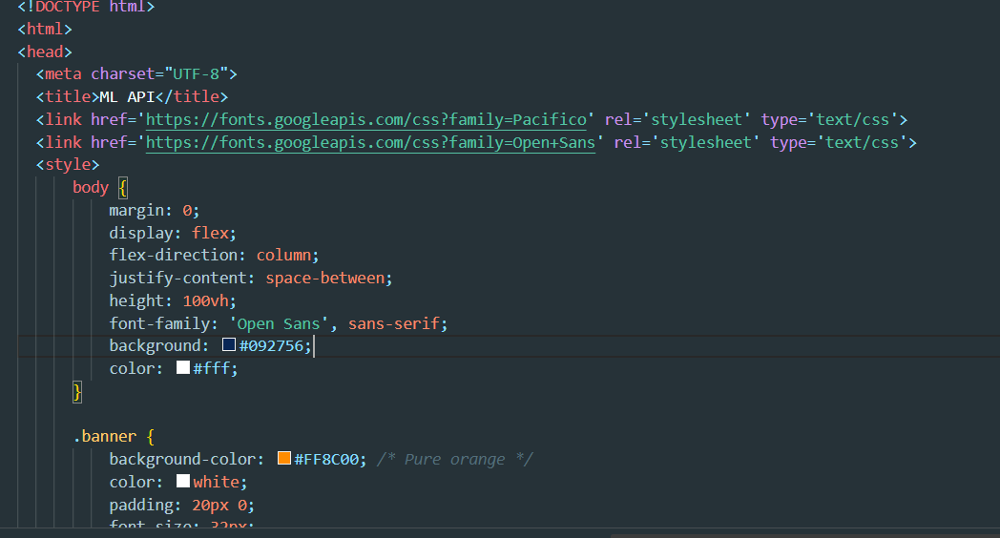 <!DOCTYPE html>
<html>
<head>
<meta charset="UTF-8">
<title>ML API</title>
<link href='https://fonts.googleapis.com/css?family=Pacifico' rel='stylesheet' type='text/css'>
<link href='https://fonts.googleapis.com/css?family=Open+Sans' rel='stylesheet' type='text/css'>
<style>
body {
margin: 0;
display: flex;
flex-direction: column;
justify-content: space-between;
height: 100vh;
font-family: 'Open Sans', sans-serif;
background: #092756;
color: #fff;
}
.banner {
background-color: #FF8C00; /* Pure orange */
color: white;
padding: 20px 0;
font-size: 32px;